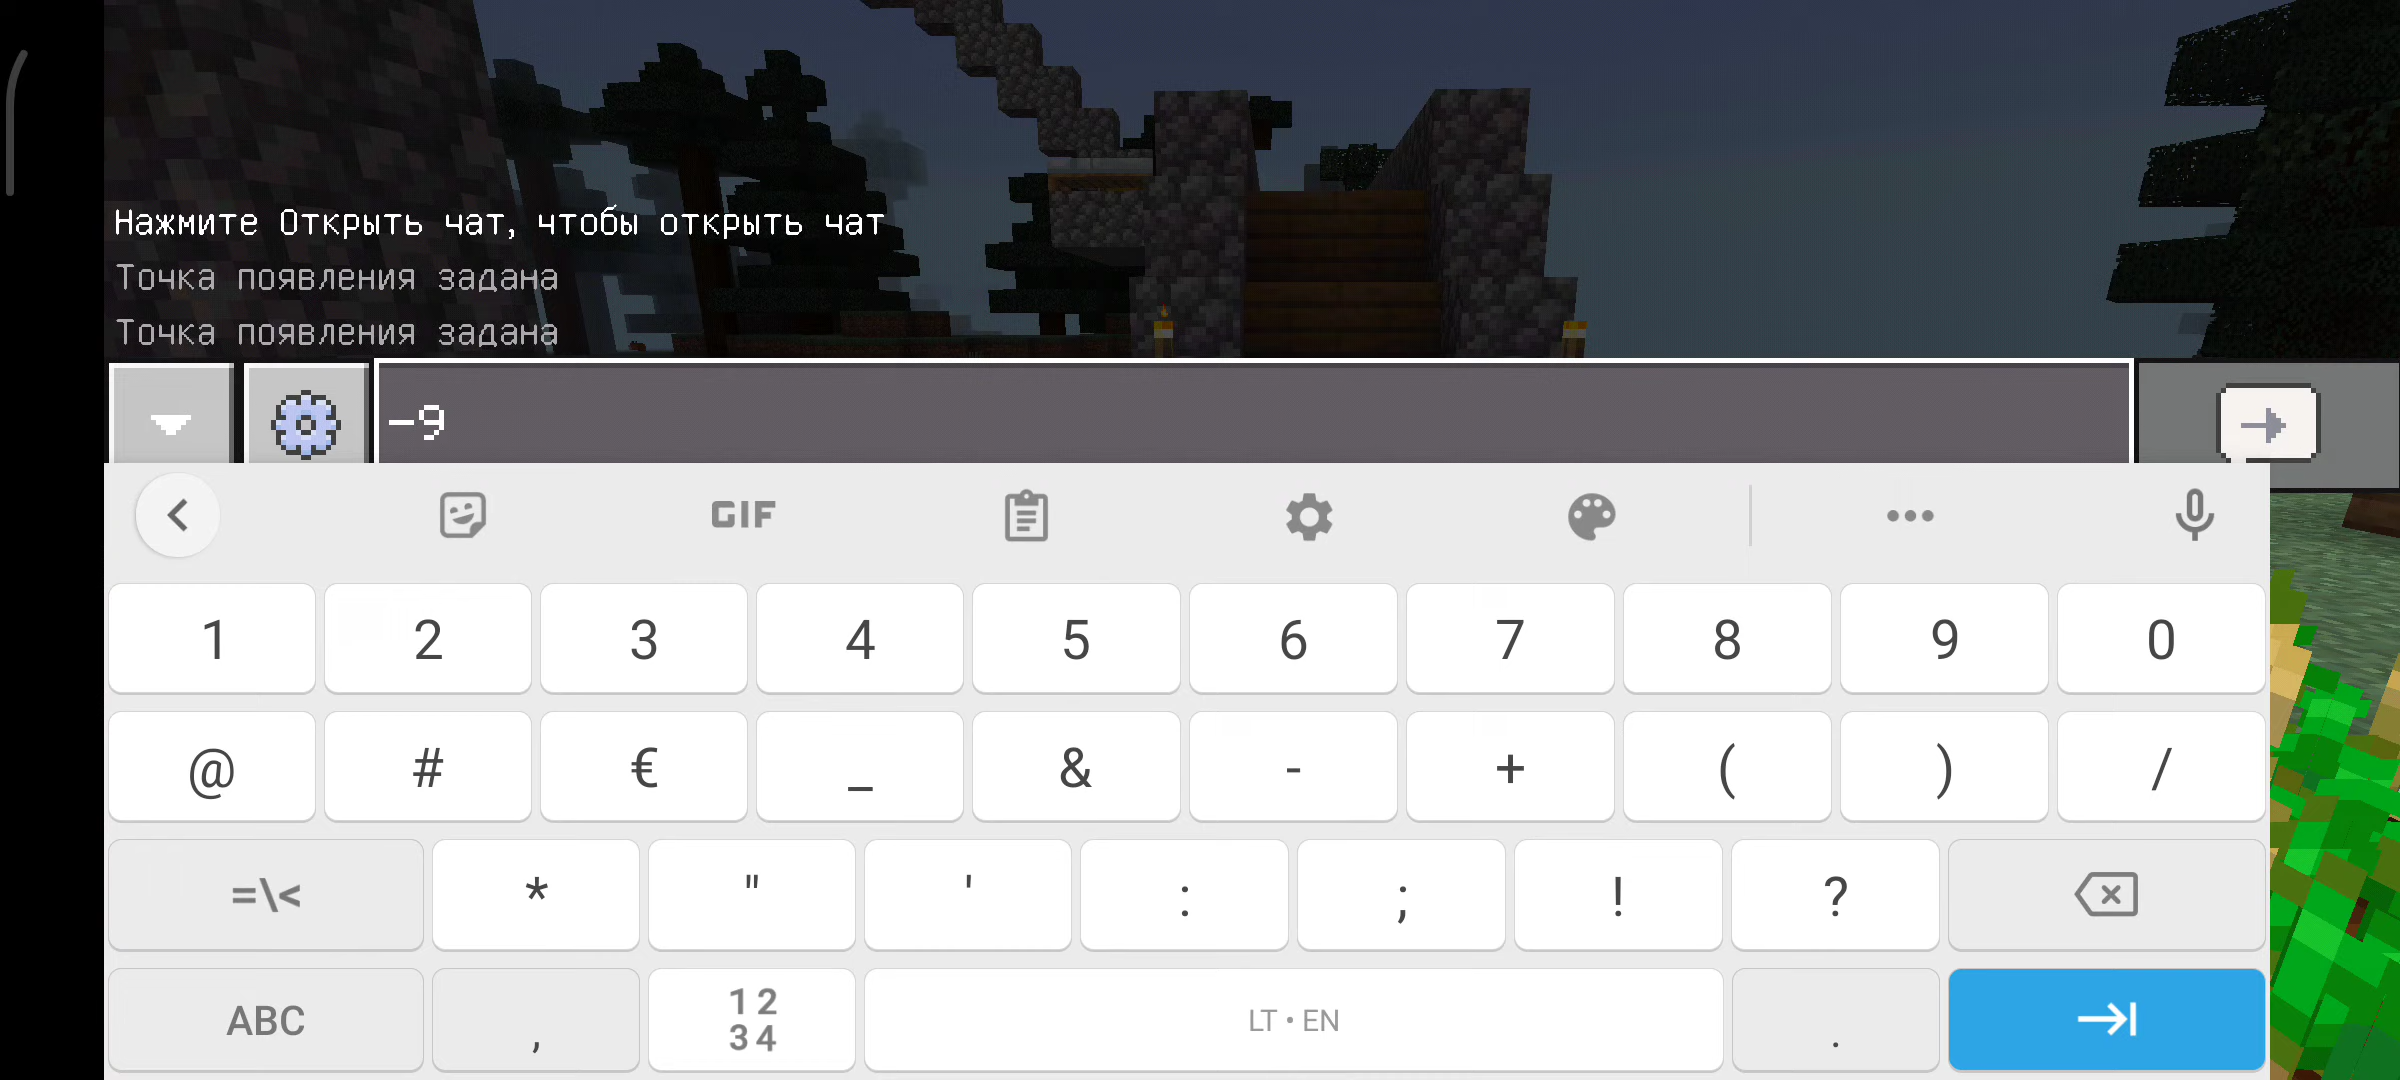 Нажмите Открыть чат, чтобы открыть чат
Точка появления задана
Точка появления задана
-9
GIF
1 2 3 4 5 6 7 8 9 0
@ # € _ & - + ( ) /
=\< * " ' : ; ! ?
ABC , 12 34 LT • EN .